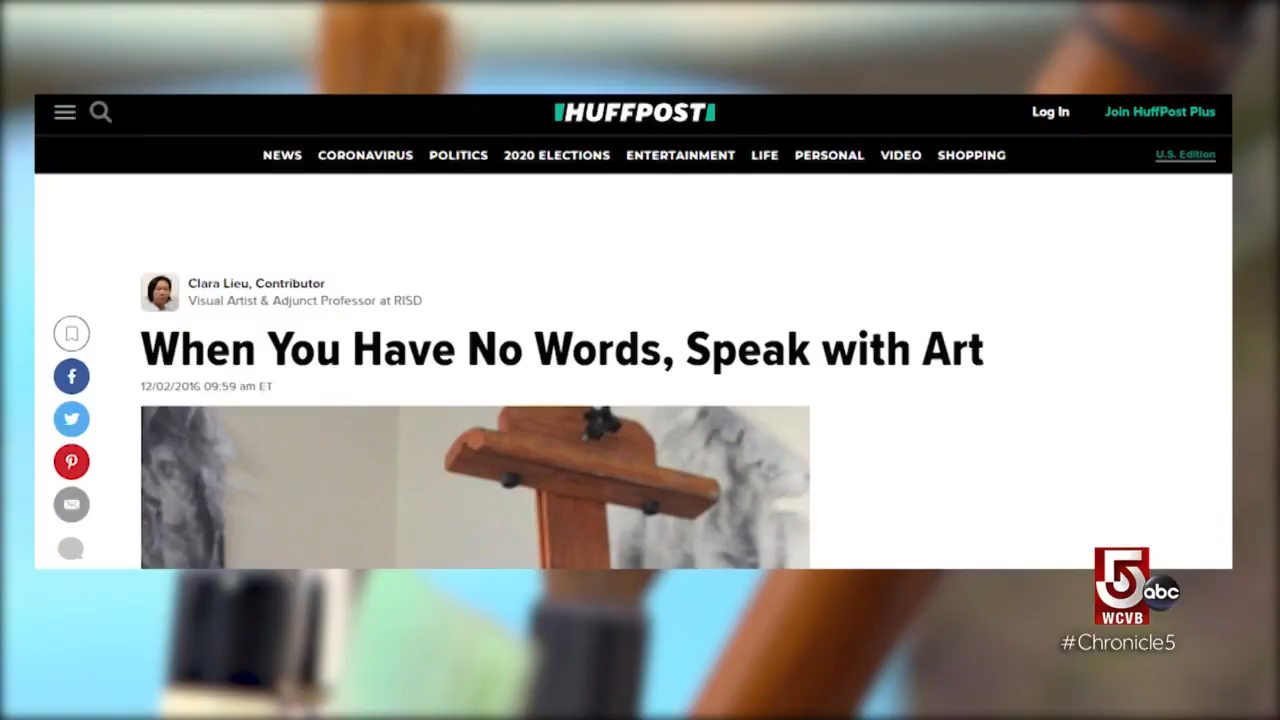 HUFFPOST
Log In
Join HuffPost Plus
NEWS CORONAVIRUS POLITICS 2020 ELECTIONS ENTERTAINMENT LIFE PERSONAL VIDEO SHOPPING
U.S. Edition
Clara Lieu, Contributor
Visual Artist & Adjunct Professor at RISD
When You Have No Words, Speak with Art
12/02/2016 09:59 am ET
5 abc
WCVB
#Chronicle5